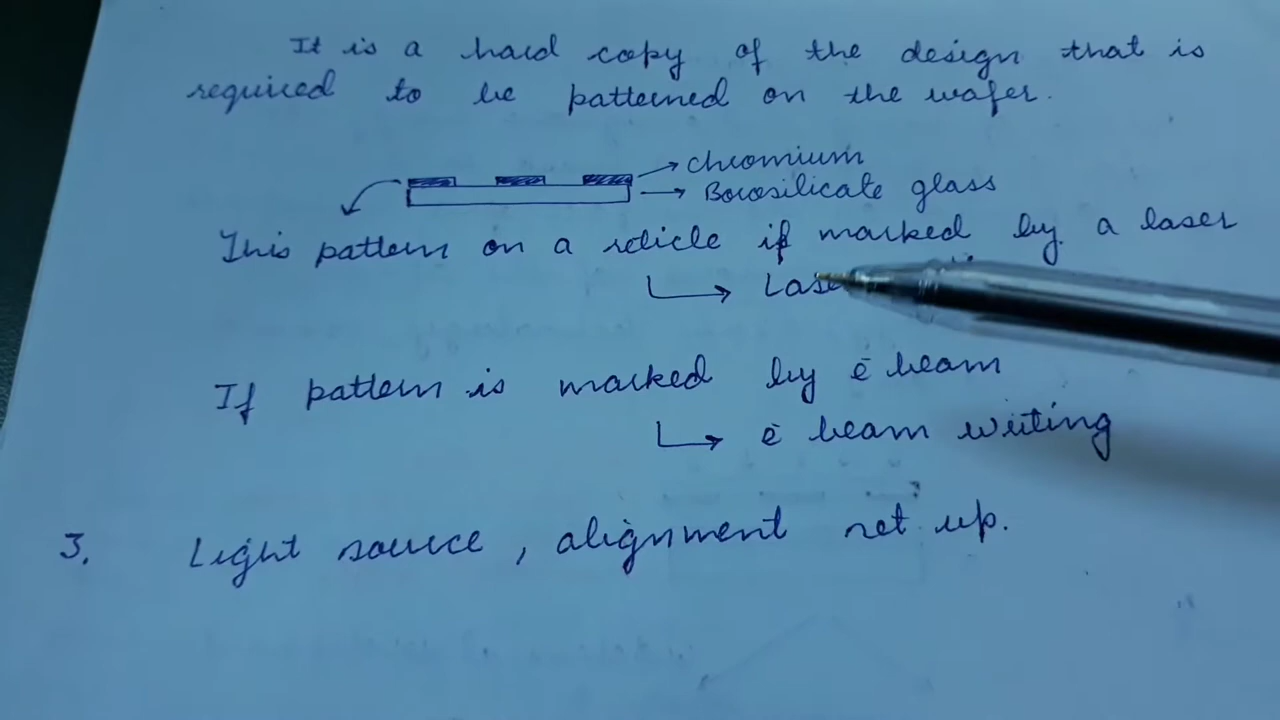 It is a hard copy of the design that is
required to be patterned on the wafer.
chromium
Borosilicate glass
This pattern on a reticle if marked by a laser
If pattern is marked by ē beam
ē beam writing
3. Light source, alignment set up.